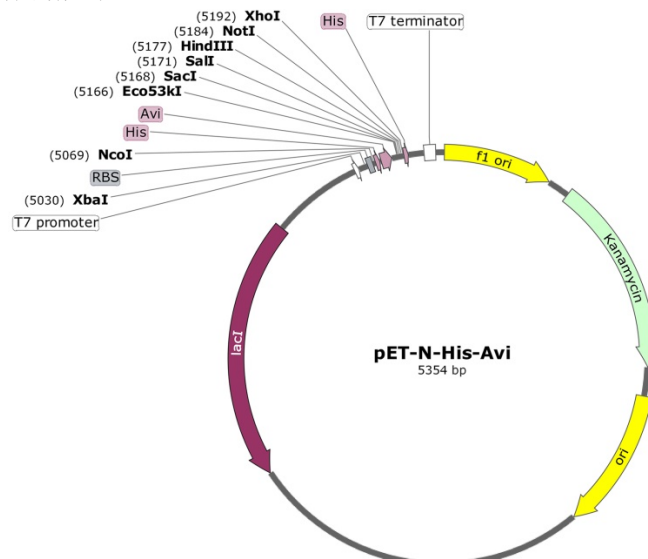 (5192) XhoI
(5184) NotI
(5177) HindIII
(5171) SalI
(5168) SacI
(5166) Eco53kI
Avi
His
(5069) NcoI
RBS
(5030) XbaI
T7 promoter
His
T7 terminator
f1 ori
Kanamycin
ori
lacI
pET-N-His-Avi
5354 bp